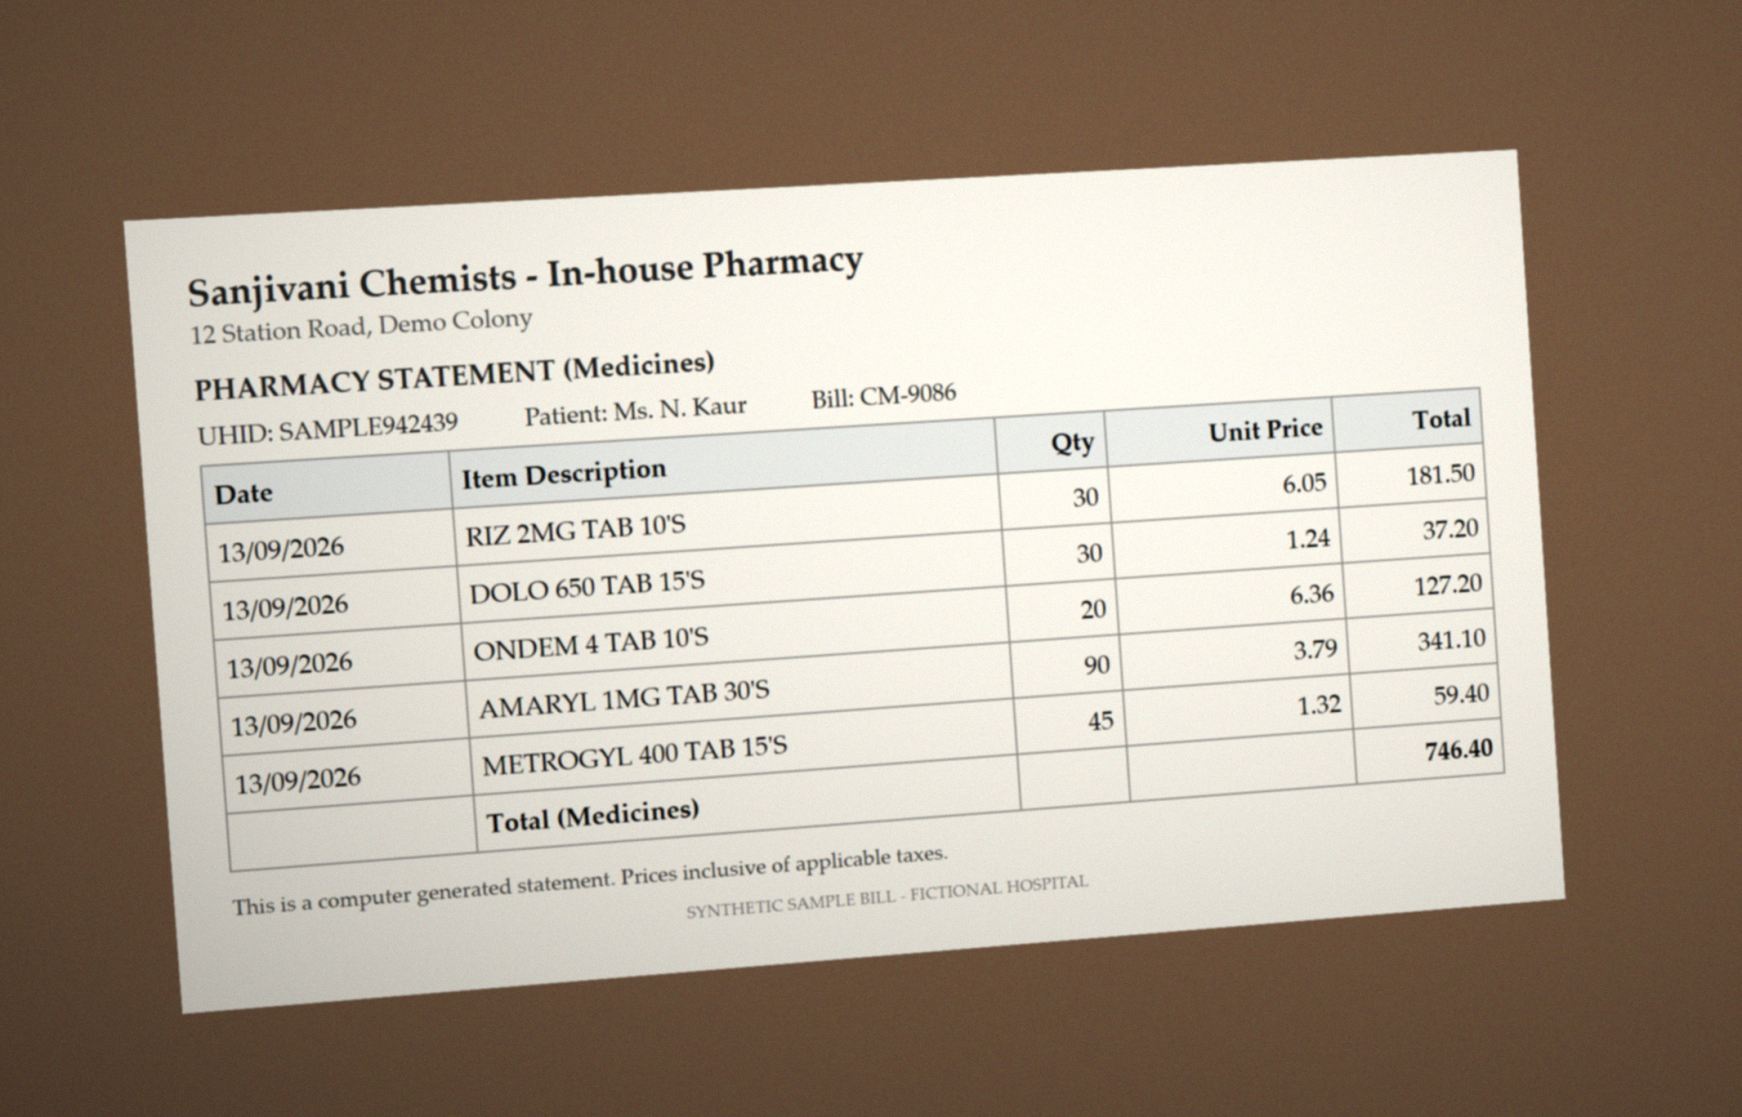 Sanjivani Chemists - In-house Pharmacy
12 Station Road, Demo Colony
PHARMACY STATEMENT (Medicines)
UHID: SAMPLE942439 Patient: Ms. N. Kaur Bill: CM-9086
Date Item Description Qty Unit Price Total
13/09/2026 RIZ 2MG TAB 10'S 30 6.05 181.50
13/09/2026 DOLO 650 TAB 15'S 30 1.24 37.20
13/09/2026 ONDEM 4 TAB 10'S 20 6.36 127.20
13/09/2026 AMARYL 1MG TAB 30'S 90 3.79 341.10
13/09/2026 METROGYL 400 TAB 15'S 45 1.32 59.40
Total (Medicines) 746.40
This is a computer generated statement. Prices inclusive of applicable taxes.
SYNTHETIC SAMPLE BILL - FICTIONAL HOSPITAL